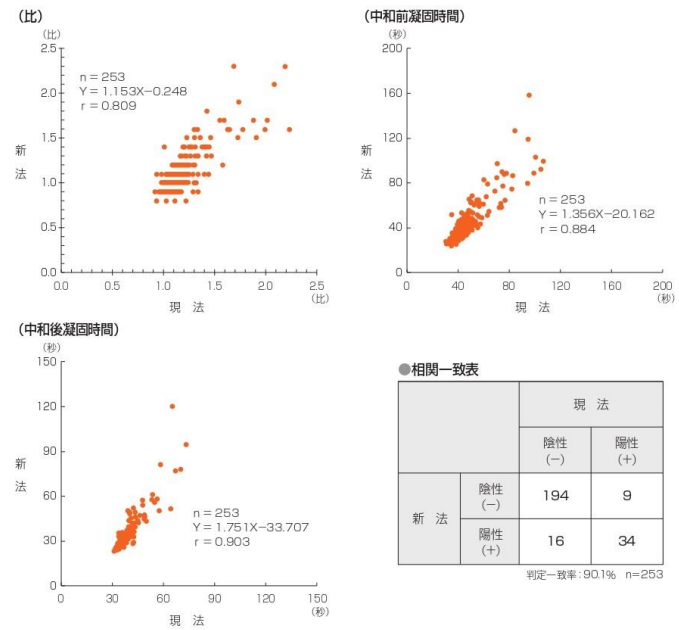 （比）
（比）
2.5
2.0
1.5
1.0
0.5
0.0
新
法
n = 253
Y = 1.153X−0.248
r = 0.809
0.0 0.5 1.0 1.5 2.0 2.5
（比）
現 法
（中和前凝固時間）
（秒）
200
160
120
80
40
0
新
法
n = 253
Y = 1.356X−20.162
r = 0.884
0 40 80 120 160 200
（秒）
現 法
（中和後凝固時間）
（秒）
150
120
90
60
30
0
新
法
n = 253
Y = 1.751X−33.707
r = 0.903
0 30 60 90 120 150
（秒）
現 法
●相関一致表
現 法
陰性 陽性
（−） （＋）
新 法
陰性
（−）
194 9
陽性
（＋）
16 34
判定一致率：90.1% n=253